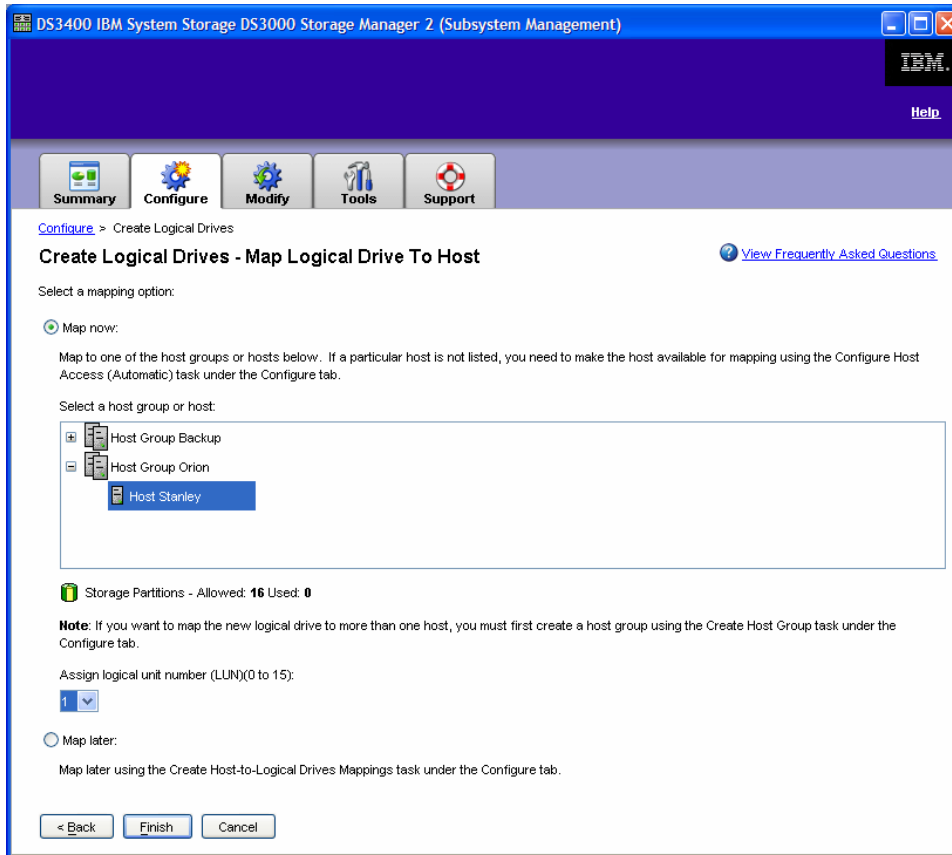 DS3400 IBM System Storage DS3000 Storage Manager 2 (Subsystem Management)
IBM.
Help
Summary
Configure
Modify
Tools
Support
Configure > Create Logical Drives
Create Logical Drives - Map Logical Drive To Host
View Frequently Asked Questions
Select a mapping option:
Map now:
Map to one of the host groups or hosts below. If a particular host is not listed, you need to make the host available for mapping using the Configure Host
Access (Automatic) task under the Configure tab.
Select a host group or host:
Host Group Backup
Host Group Orion
Host Stanley
Storage Partitions - Allowed: 16 Used: 0
Note: If you want to map the new logical drive to more than one host, you must first create a host group using the Create Host Group task under the
Configure tab.
Assign logical unit number (LUN)(0 to 15):
1
Map later:
Map later using the Create Host-to-Logical Drives Mappings task under the Configure tab.
< Back
Finish
Cancel